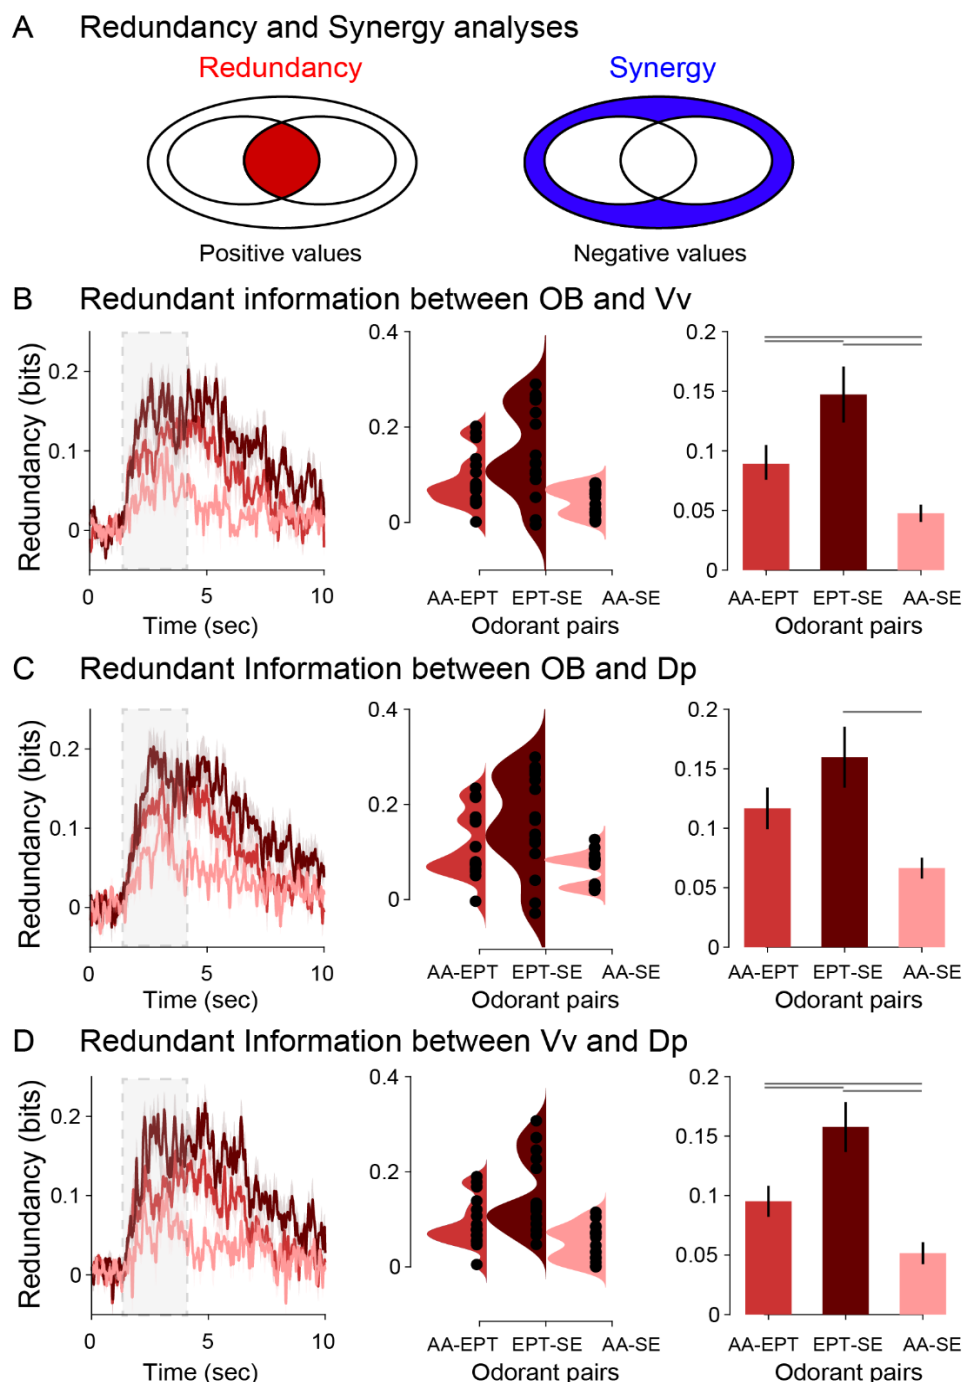 A Redundancy and Synergy analyses
Redundancy Synergy
Positive values Negative values
B Redundant information between OB and Vv
Redundancy (bits)
0.2
0.1
0
0 5 10
Time (sec)
0.4
0.2
0
AA-EPT EPT-SE AA-SE
Odorant pairs
0.2
0.15
0.1
0.05
0
AA-EPT EPT-SE AA-SE
Odorant pairs
C Redundant Information between OB and Dp
Redundancy (bits)
0.2
0.1
0
0 5 10
Time (sec)
0.4
0.2
0
AA-EPT EPT-SE AA-SE
Odorant pairs
0.2
0.15
0.1
0.05
0
AA-EPT EPT-SE AA-SE
Odorant pairs
D Redundant Information between Vv and Dp
Redundancy (bits)
0.2
0.1
0
0 5 10
Time (sec)
0.4
0.2
0
AA-EPT EPT-SE AA-SE
Odorant pairs
0.2
0.15
0.1
0.05
0
AA-EPT EPT-SE AA-SE
Odorant pairs